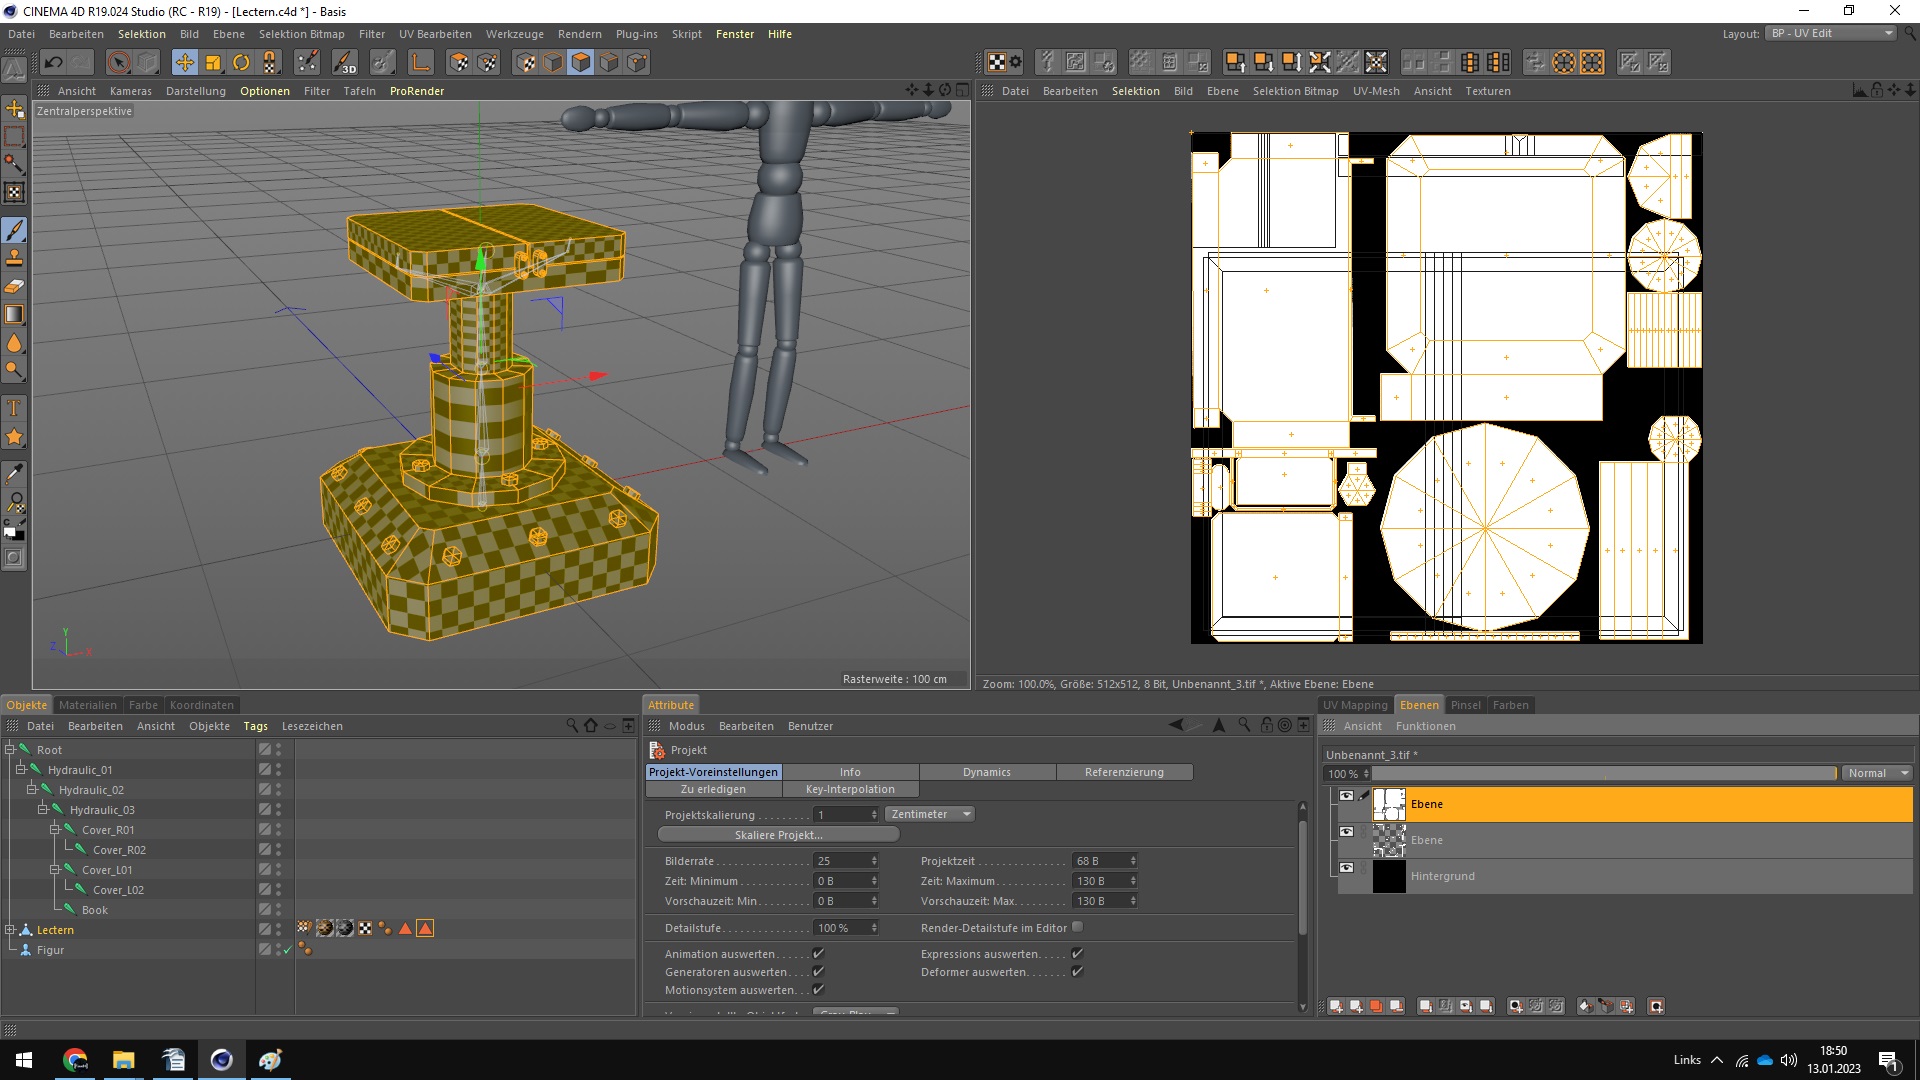 CINEMA 4D R19.024 Studio (RC - R19) - [Lectern.c4d *] - Basis
Datei Bearbeiten Selektion Bild Ebene Selektion Bitmap Filter UV Bearbeiten Werkzeuge Rendern Plug-ins Skript Fenster Hilfe
Layout: BP - UV Edit
Ansicht Kameras Darstellung Optionen Filter Tafeln ProRender
Datei Bearbeiten Selektion Bild Ebene Selektion Bitmap UV-Mesh Ansicht Texturen
Zentralperspektive
Y
Z X
Rasterweite : 100 cm
Zoom: 100.0%, Größe: 512x512, 8 Bit, Unbenannt_3.tif *, Aktive Ebene: Ebene
Objekte Materialien Farbe Koordinaten
Datei Bearbeiten Ansicht Objekte Tags Lesezeichen
Root
Hydraulic_01
Hydraulic_02
Hydraulic_03
Cover_R01
Cover_R02
Cover_L01
Cover_L02
Book
Lectern
Figur
Attribute
Modus Bearbeiten Benutzer
Projekt
Projekt-Voreinstellungen Info Dynamics Referenzierung
Zu erledigen Key-Interpolation
Projektskalierung 1 Zentimeter
Skaliere Projekt...
Bilderrate 25 Projektzeit 68 B
Zeit: Minimum 0 B Zeit: Maximum 130 B
Vorschauzeit: Min. 0 B Vorschauzeit: Max. 130 B
Detailstufe 100 % Render-Detailstufe im Editor
Animation auswerten Expressions auswerten
Generatoren auswerten Deformer auswerten
Motionsystem auswerten
UV Mapping Ebenen Pinsel Farben
Ansicht Funktionen
Unbenannt_3.tif *
100 % Normal
Ebene
Ebene
Hintergrund
Links
18:50
13.01.2023
1